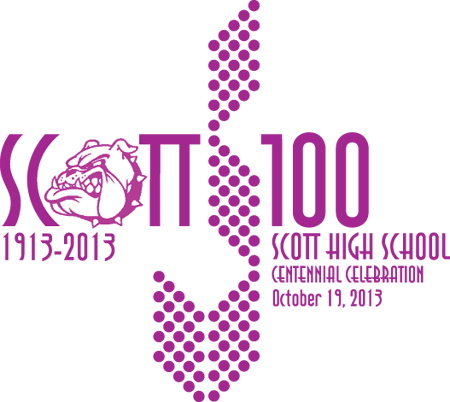 SCOTT 100
1913-2013
SCOTT HIGH SCHOOL
CENTENNIAL CELEBRATION
October 19, 2013